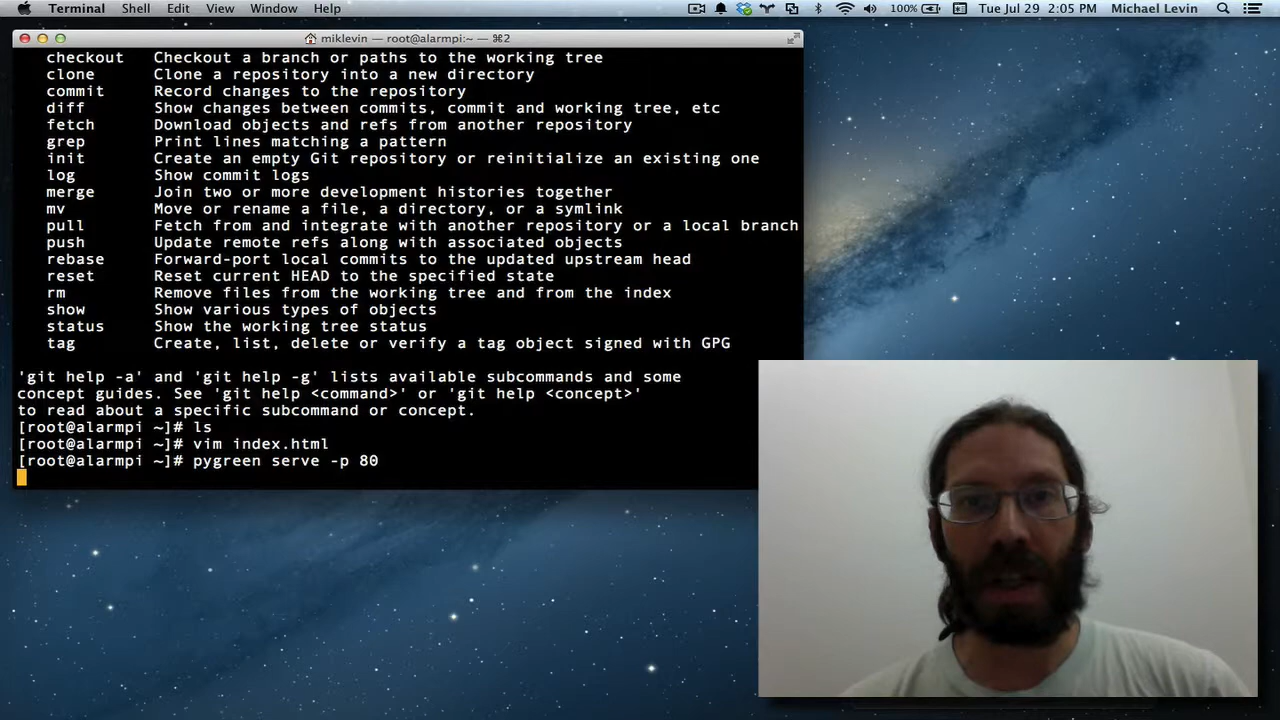 Terminal Shell Edit View Window Help 100% Tue Jul 29 2:05 PM Michael Levin
miklevin — root@alarmpi:~ — ⌘2
checkout Checkout a branch or paths to the working tree
clone Clone a repository into a new directory
commit Record changes to the repository
diff Show changes between commits, commit and working tree, etc
fetch Download objects and refs from another repository
grep Print lines matching a pattern
init Create an empty Git repository or reinitialize an existing one
log Show commit logs
merge Join two or more development histories together
mv Move or rename a file, a directory, or a symlink
pull Fetch from and integrate with another repository or a local branch
push Update remote refs along with associated objects
rebase Forward-port local commits to the updated upstream head
reset Reset current HEAD to the specified state
rm Remove files from the working tree and from the index
show Show various types of objects
status Show the working tree status
tag Create, list, delete or verify a tag object signed with GPG
'git help -a' and 'git help -g' lists available subcommands and some
concept guides. See 'git help <command>' or 'git help <concept>'
to read about a specific subcommand or concept.
[root@alarmpi ~]# ls
[root@alarmpi ~]# vim index.html
[root@alarmpi ~]# pygreen serve -p 80